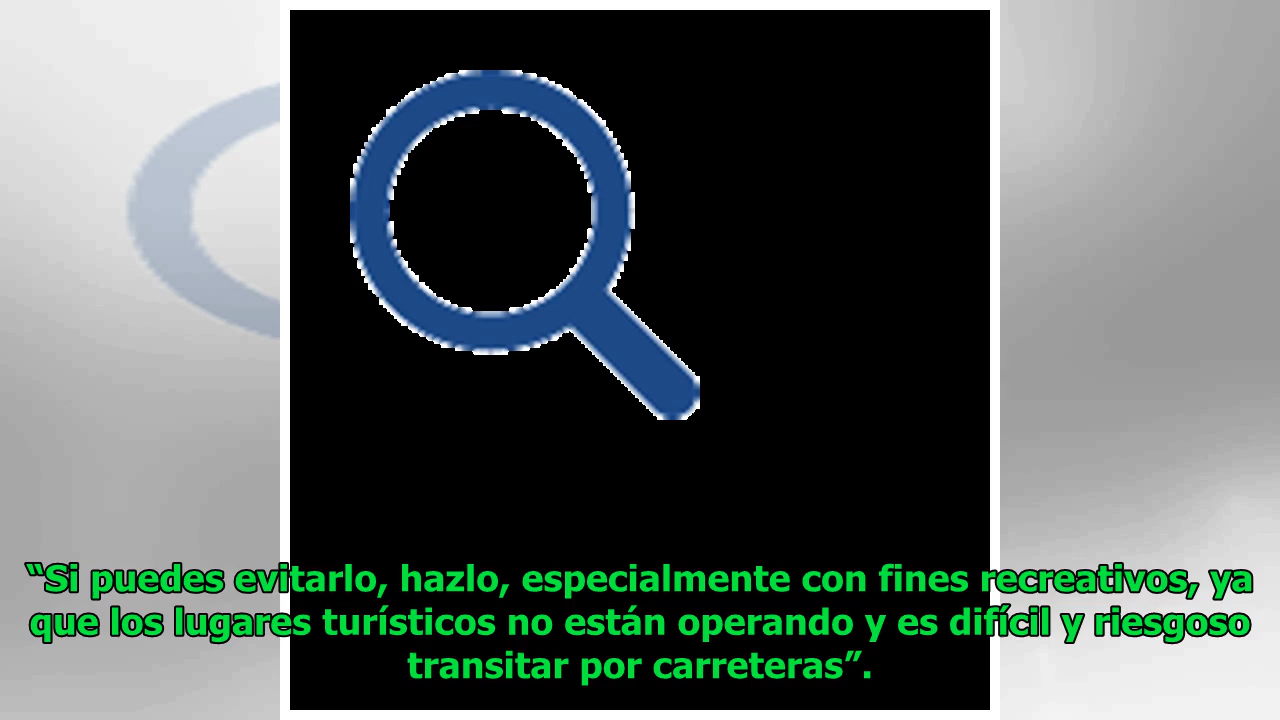 “Si puedes evitarlo, hazlo, especialmente con fines recreativos, ya
que los lugares turísticos no están operando y es difícil y riesgoso
transitar por carreteras”.